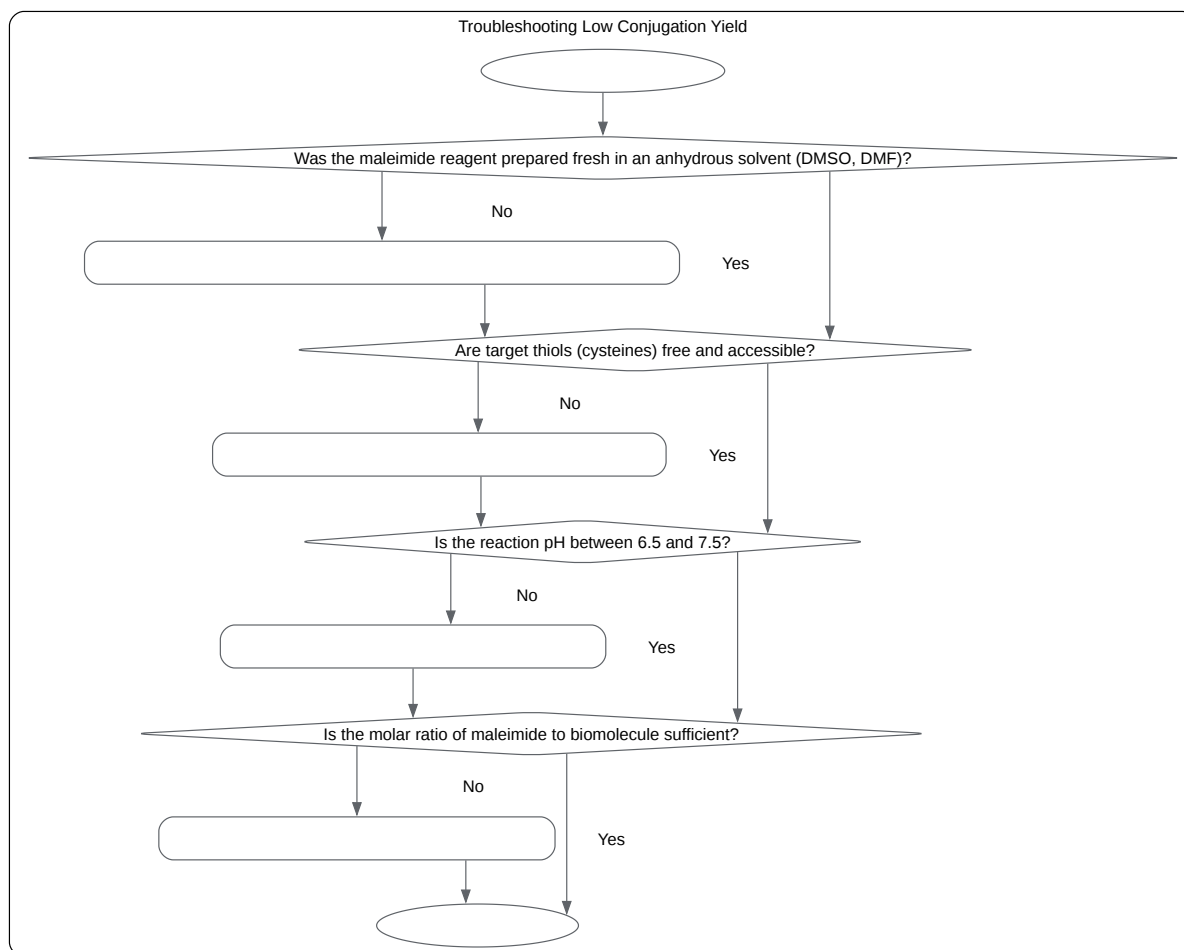 Troubleshooting Low Conjugation Yield
Was the maleimide reagent prepared fresh in an anhydrous solvent (DMSO, DMF)?
No
Yes
Are target thiols (cysteines) free and accessible?
No
Yes
Is the reaction pH between 6.5 and 7.5?
No
Yes
Is the molar ratio of maleimide to biomolecule sufficient?
No
Yes